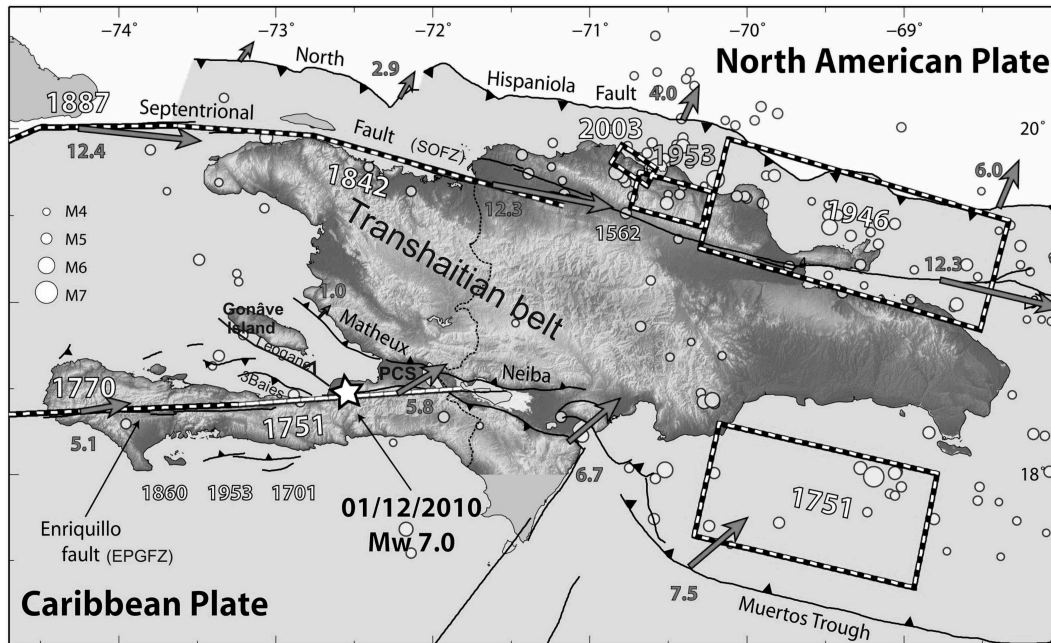 −74
−73
−72
−71
−70
−69
North American Plate
North
Hispaniola
Fault
2.9
4.0
1887
Septentrional
Fault (SOFZ)
12.4
20˚
2003
1953
6.0
1842
12.3
1562
1946
12.3
M4
M5
M6
M7
Transhaitian belt
Gonâve
Island
1.0
Matheux
Leogane
3Baies
PCS
Neiba
1770
1751
5.1
5.8
6.7
18˚
1860
1953
1701
01/12/2010
Mw 7.0
1751
Enriquillo
fault (EPGFZ)
7.5
Caribbean Plate
Muertos Trough